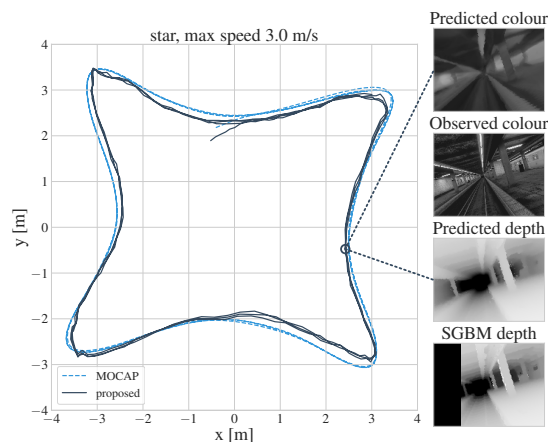 star, max speed 3.0 m/s
4
3
2
1
0
−1
−2
−3
−4
y [m]
−4 −3 −2 −1 0 1 2 3 4
x [m]
MOCAP
proposed
Predicted colour
Observed colour
Predicted depth
SGBM depth